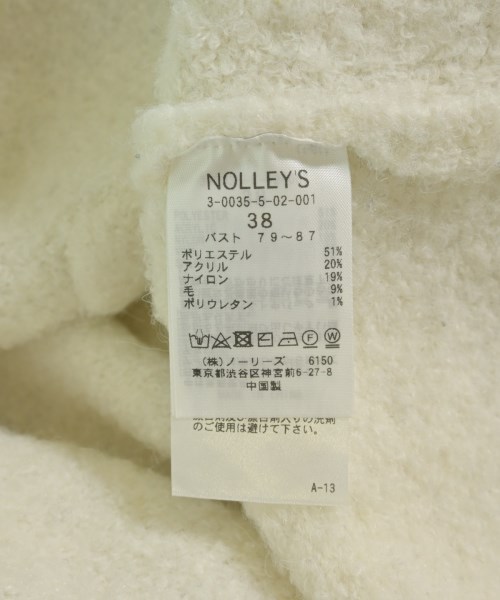 NOLLEY'S
3-0035-5-02-001
38
バスト 79～87
ポリエステル 51%
アクリル 20%
ナイロン 19%
毛 9%
ポリウレタン 1%
(株)ノーリーズ 6150
東京都渋谷区神宮前6-27-8
中国製
のご使用は避けて下さい。
A-13